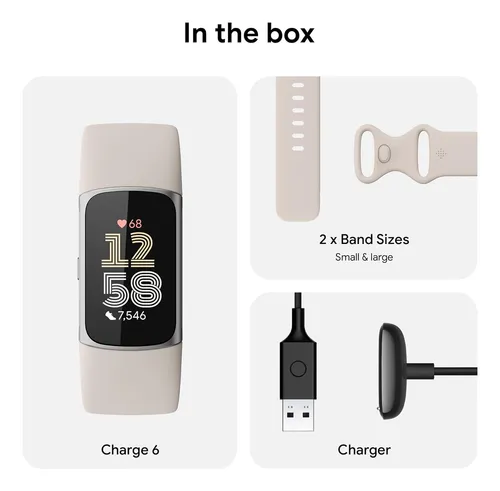 In the box
68
12
58
7,546
Charge 6
2 x Band Sizes
Small & large
Charger